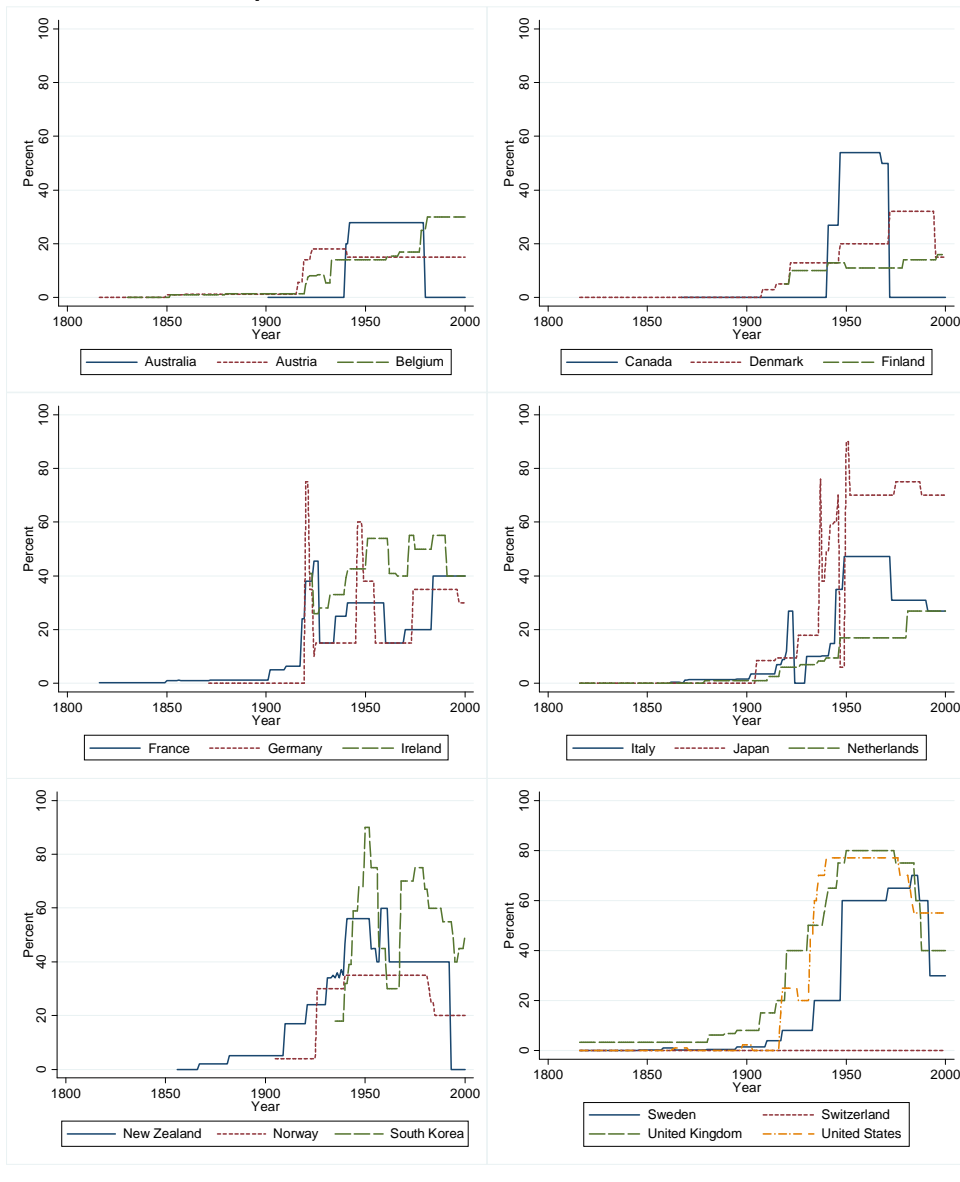 100
80
60
40
20
0
Percent
1800 1850 1900 1950 2000
Year
Australia Austria Belgium
100
80
60
40
20
0
Percent
1800 1850 1900 1950 2000
Year
Canada Denmark Finland
100
80
60
40
20
0
Percent
1800 1850 1900 1950 2000
Year
France Germany Ireland
100
80
60
40
20
0
Percent
1800 1850 1900 1950 2000
Year
Italy Japan Netherlands
100
80
60
40
20
0
Percent
1800 1850 1900 1950 2000
Year
New Zealand Norway South Korea
100
80
60
40
20
0
Percent
1800 1850 1900 1950 2000
Year
Sweden Switzerland
United Kingdom United States